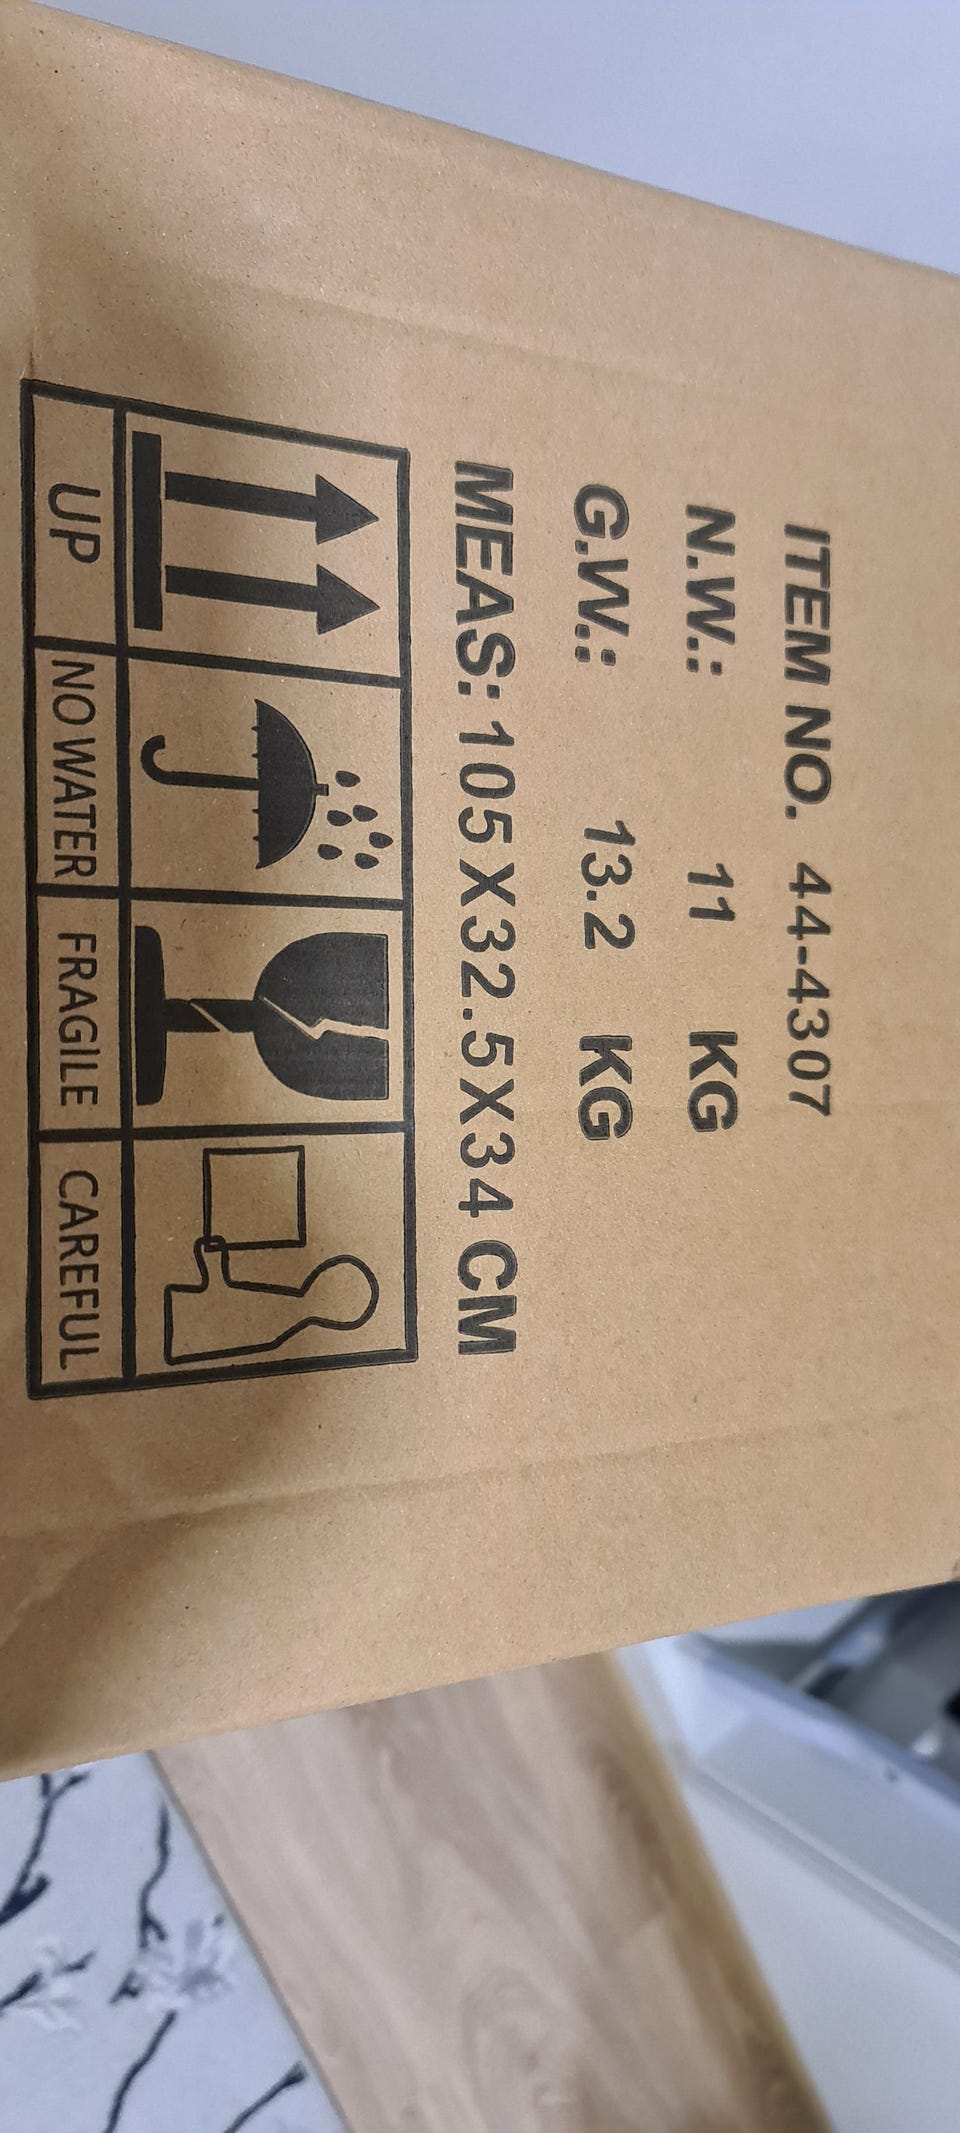 ITEM NO. 44-4307
N.W.: 11 KG
G.W.: 13.2 KG
MEAS: 105X32.5X34 CM
UP NO WATER FRAGILE CAREFUL